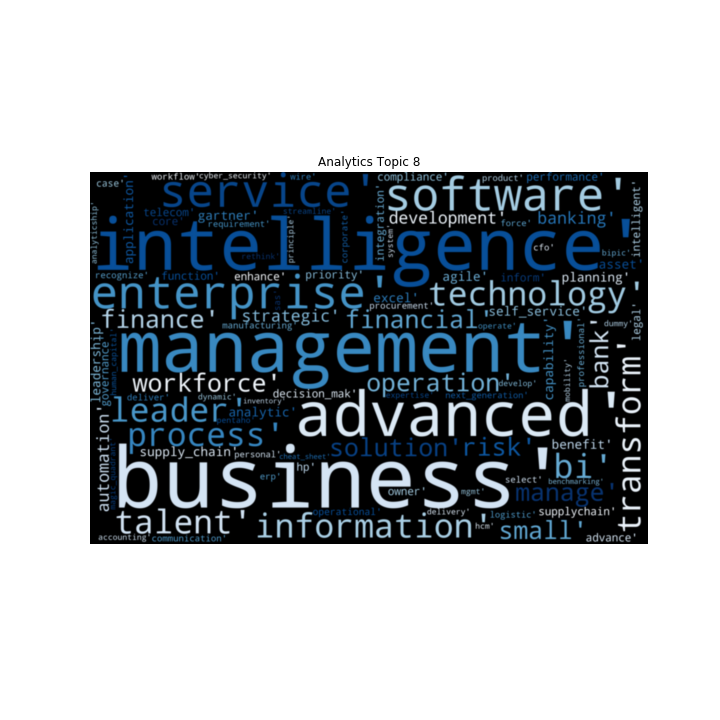 Analytics Topic 8
workflow' cyber_security' wire' compliance' product' performance'
case' service' software'
application' telecom' gartner' streamline' development' force' banking' intelligent'
core' requirement' principle' corporate' integration' system' cfo' bipic'
analyticship' intelligence' rethink' asset'
recognize' function' enhance' priority' agile' inform' planning'
enterprise' excel' technology'
procurement' self_service'
finance' strategic' financial' legal'
manufacturing' operate' dummy'
leadership' governance' human_capital' management' capability' professional' bank'
workforce' operation' develop' mobility' transform'
deliver' dynamic' decision_mak' expertise' next_generation'
inventory'
leader' analytic' advanced'
pentaho'
automation' process' solution' risk' benefit'
supply_chain' personal' cheat_sheet'
business' hp' bi'
erp' select' benchmarking'
owner' mgmt' manage'
talent' information' operational' delivery' logistic' supplychain'
hcm' small'
accounting' communication' advance'